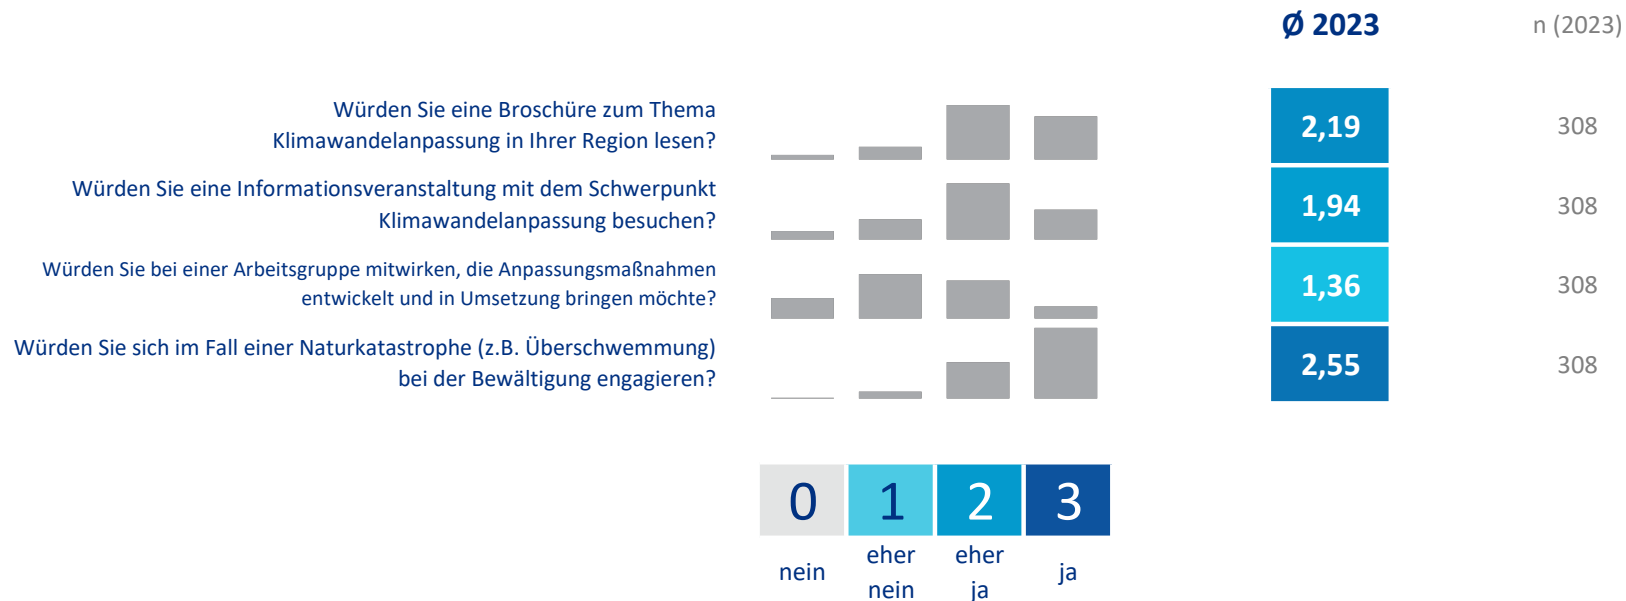 Ø 2023 n (2023)
Würden Sie eine Broschüre zum Thema
Klimawandelanpassung in Ihrer Region lesen?
2,19 308
Würden Sie eine Informationsveranstaltung mit dem Schwerpunkt
Klimawandelanpassung besuchen?
1,94 308
Würden Sie bei einer Arbeitsgruppe mitwirken, die Anpassungsmaßnahmen
entwickelt und in Umsetzung bringen möchte?
1,36 308
Würden Sie sich im Fall einer Naturkatastrophe (z.B. Überschwemmung)
bei der Bewältigung engagieren?
2,55 308
0 1 2 3
nein
eher
nein
eher
ja
ja